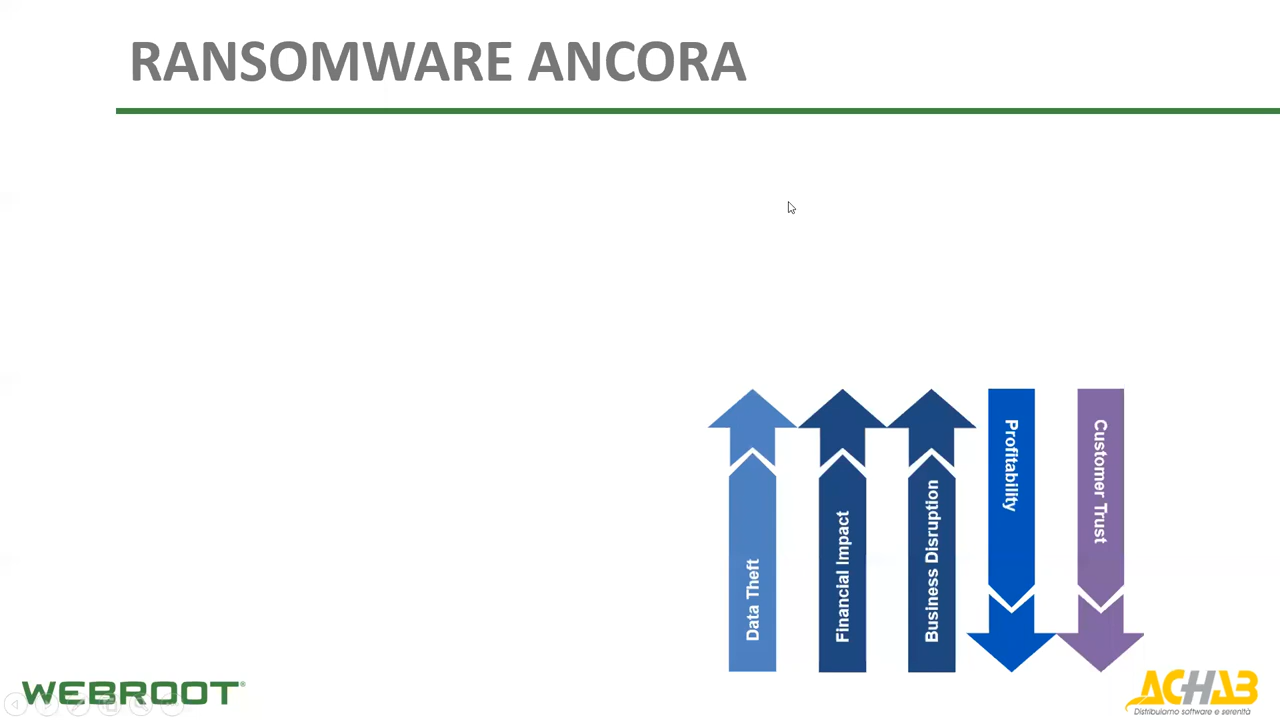 RANSOMWARE ANCORA
Data Theft
Financial Impact
Business Disruption
Profitability
Customer Trust
WEBROOT®
ACHAB
Distribuiamo software e serenità